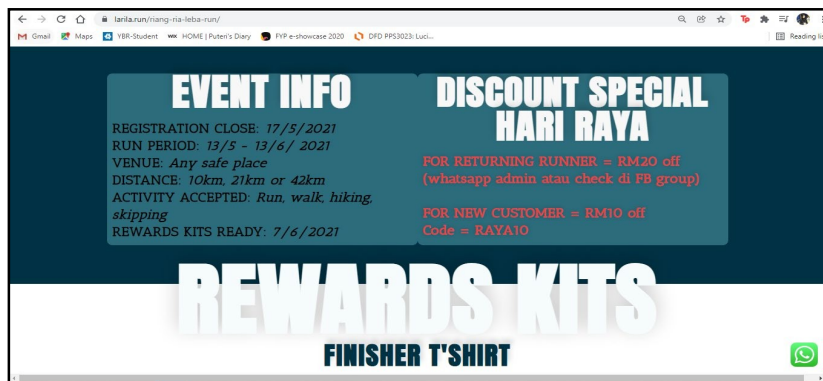 larila.run/riang-ria-leba-run/
Gmail Maps YBR-Student HOME | Puteri's Diary FYP e-showcase 2020 DFD PPS3023: Luci... Reading lis
EVENT INFO
REGISTRATION CLOSE: 17/5/2021
RUN PERIOD: 13/5 - 13/6/ 2021
VENUE: Any safe place
DISTANCE: 10km, 21km or 42km
ACTIVITY ACCEPTED: Run, walk, hiking,
skipping
REWARDS KITS READY: 7/6/2021
DISCOUNT SPECIAL
HARI RAYA
FOR RETURNING RUNNER = RM20 off
(whatsapp admin atau check di FB group)
FOR NEW CUSTOMER = RM10 off
Code = RAYA10
REWARDS KITS
FINISHER T'SHIRT